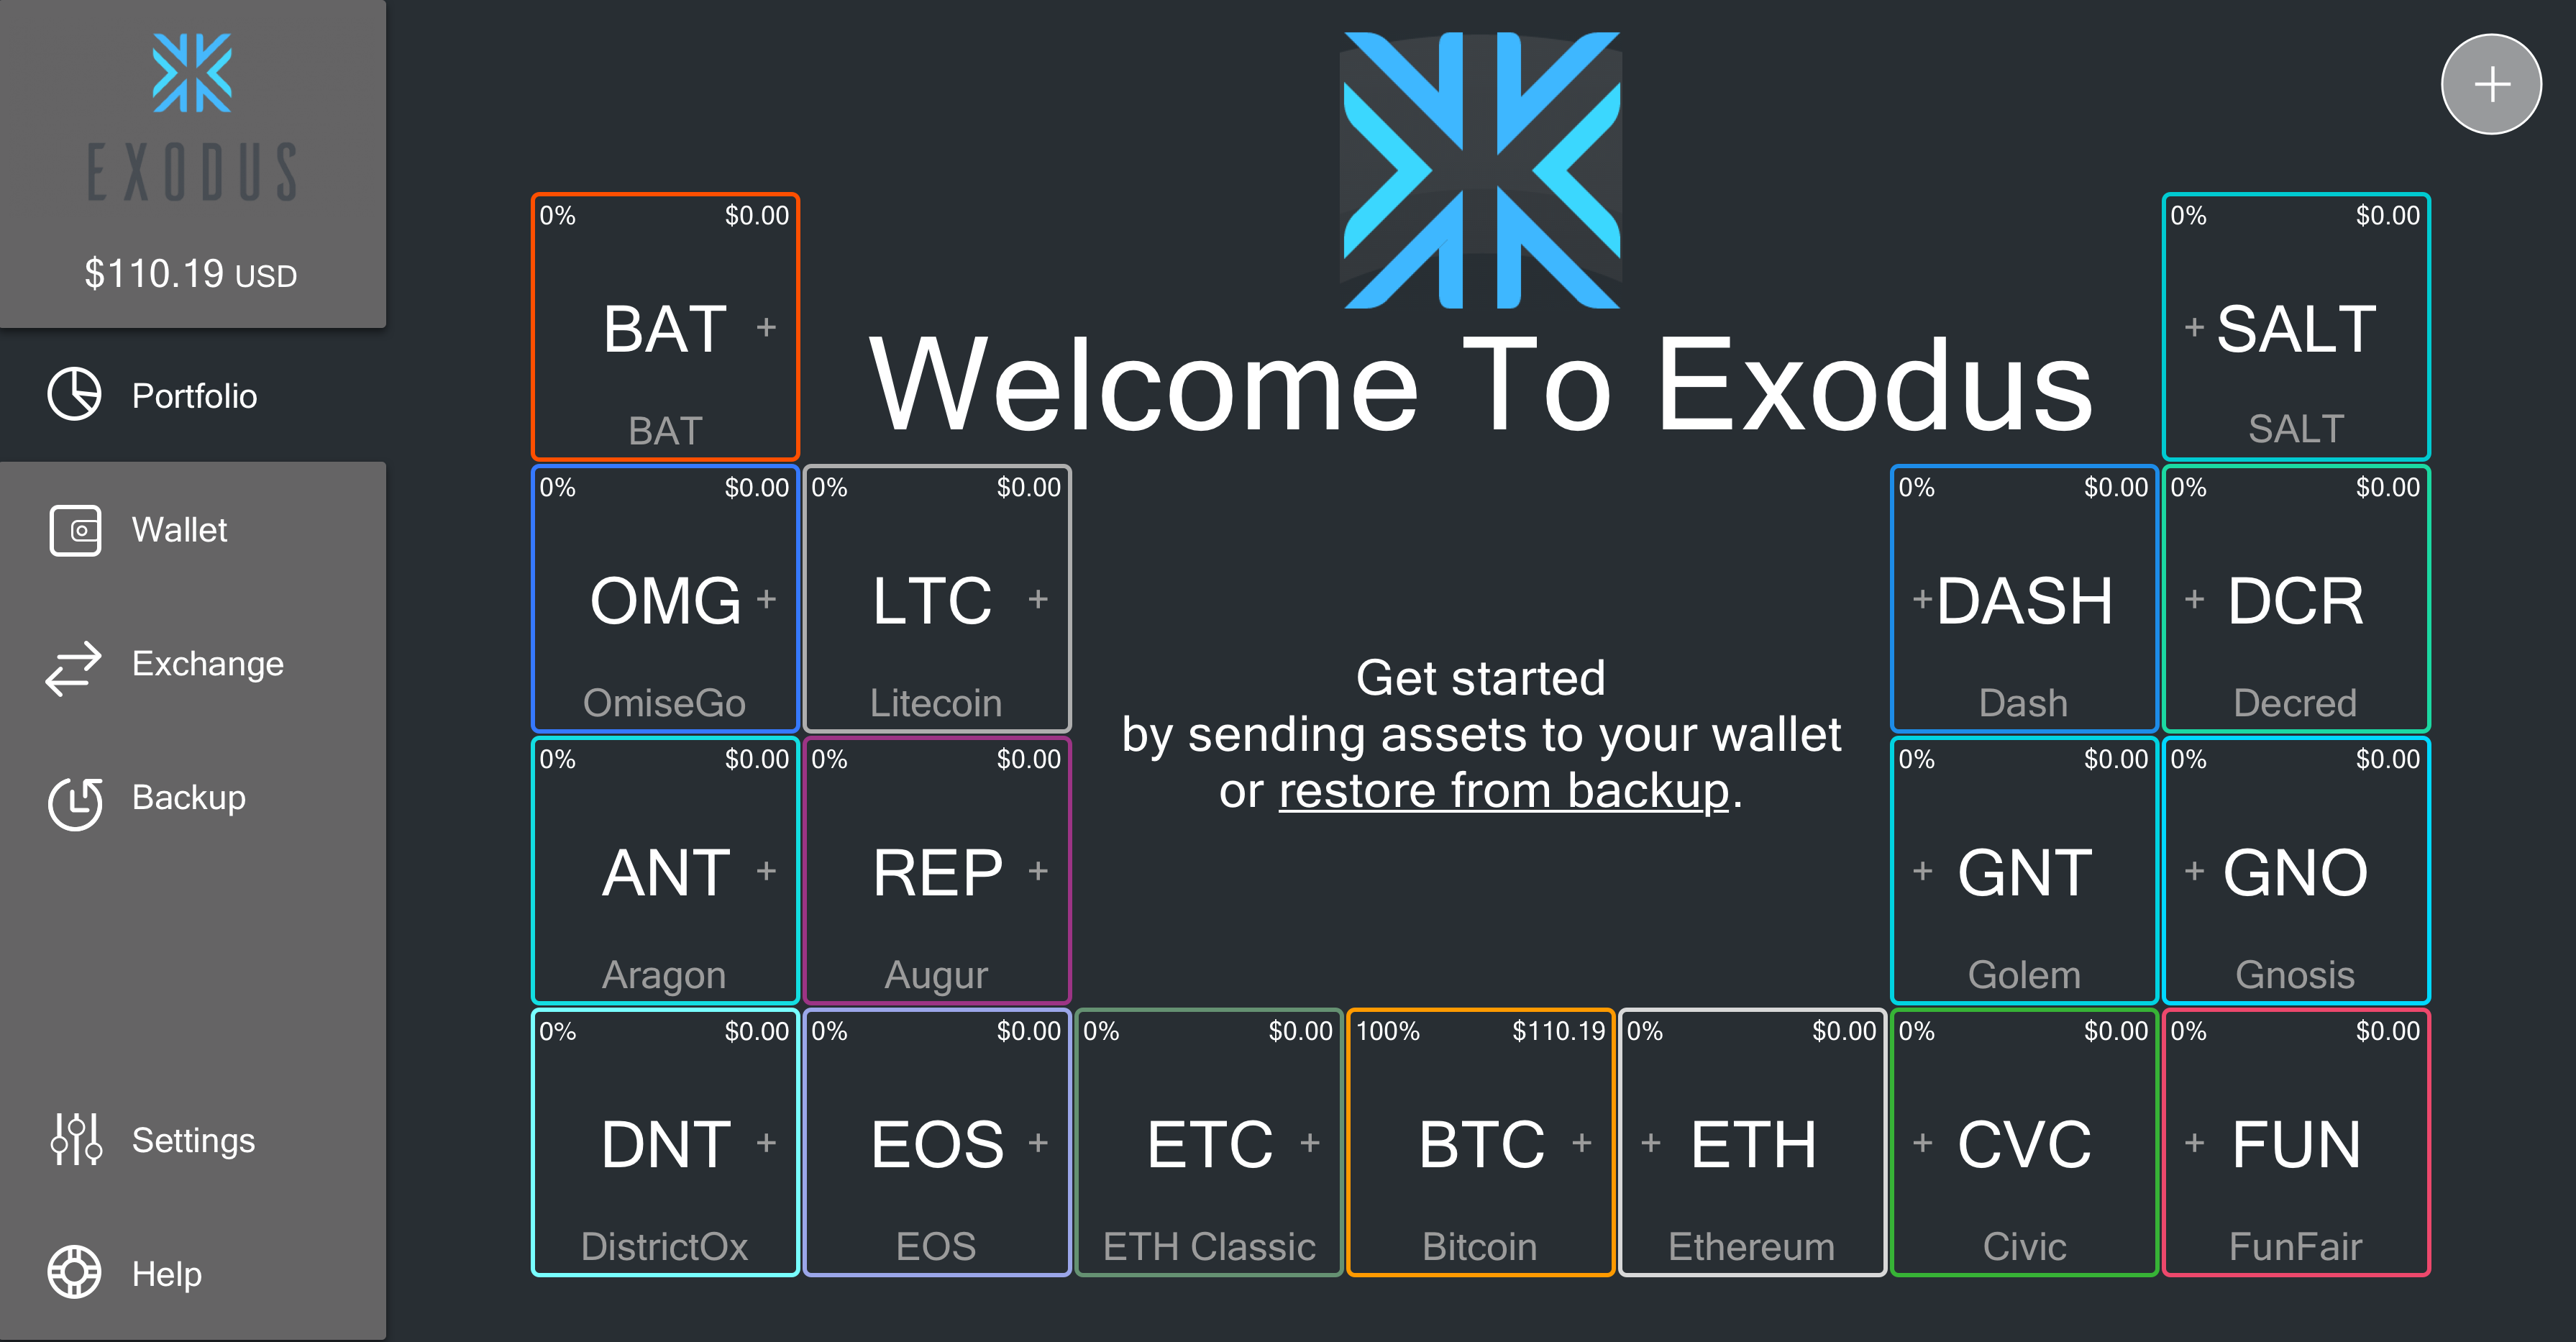 EXODUS
$110.19 USD
Portfolio
Wallet
Exchange
Backup
Settings
Help
Welcome To Exodus
Get started
by sending assets to your wallet
or restore from backup.
0% $0.00
BAT +
BAT
0% $0.00
+ SALT
SALT
0% $0.00
OMG +
OmiseGo
0% $0.00
LTC +
Litecoin
0% $0.00
+ DASH
Dash
0% $0.00
+ DCR
Decred
0% $0.00
ANT +
Aragon
0% $0.00
REP +
Augur
0% $0.00
+ GNT
Golem
0% $0.00
+ GNO
Gnosis
0% $0.00
DNT +
DistrictOx
0% $0.00
EOS +
EOS
0% $0.00
ETC +
ETH Classic
100% $110.19
BTC +
Bitcoin
0% $0.00
+ ETH
Ethereum
0% $0.00
+ CVC
Civic
0% $0.00
+ FUN
FunFair